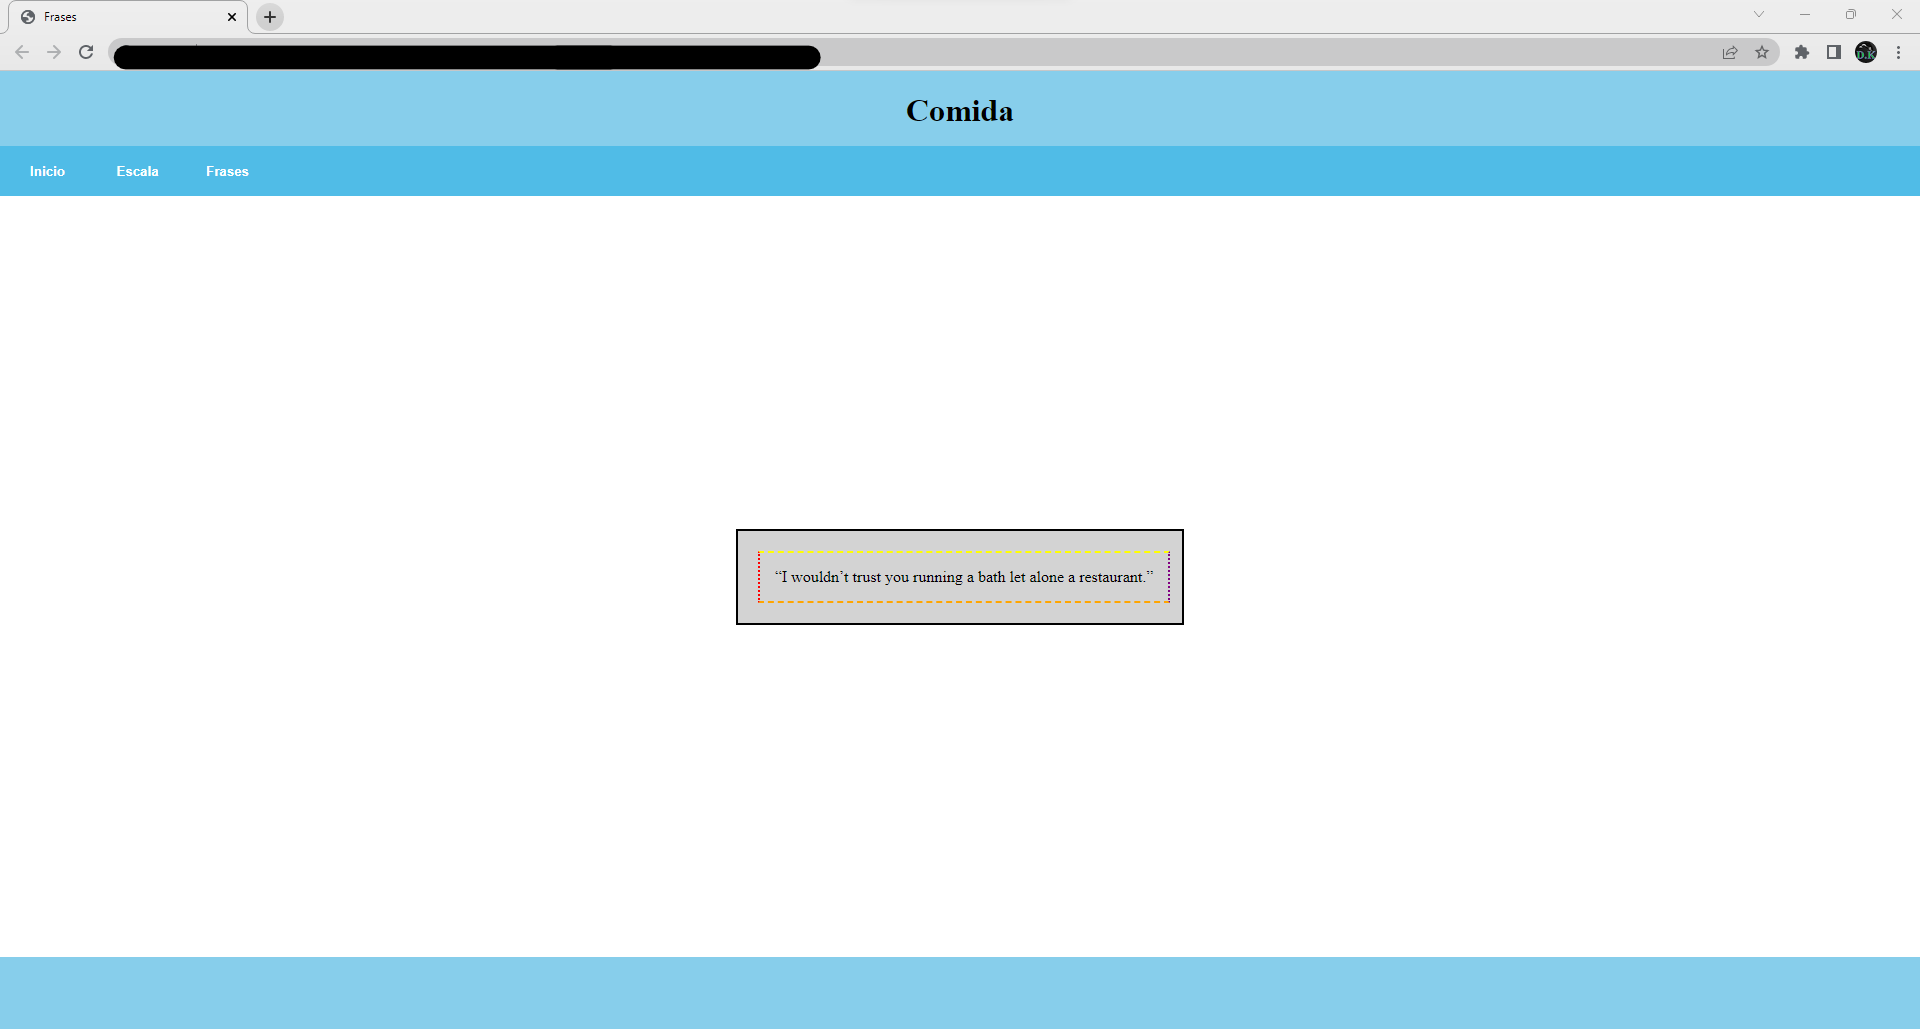 Frases
Comida
Inicio Escala Frases
“I wouldn’t trust you running a bath let alone a restaurant.”